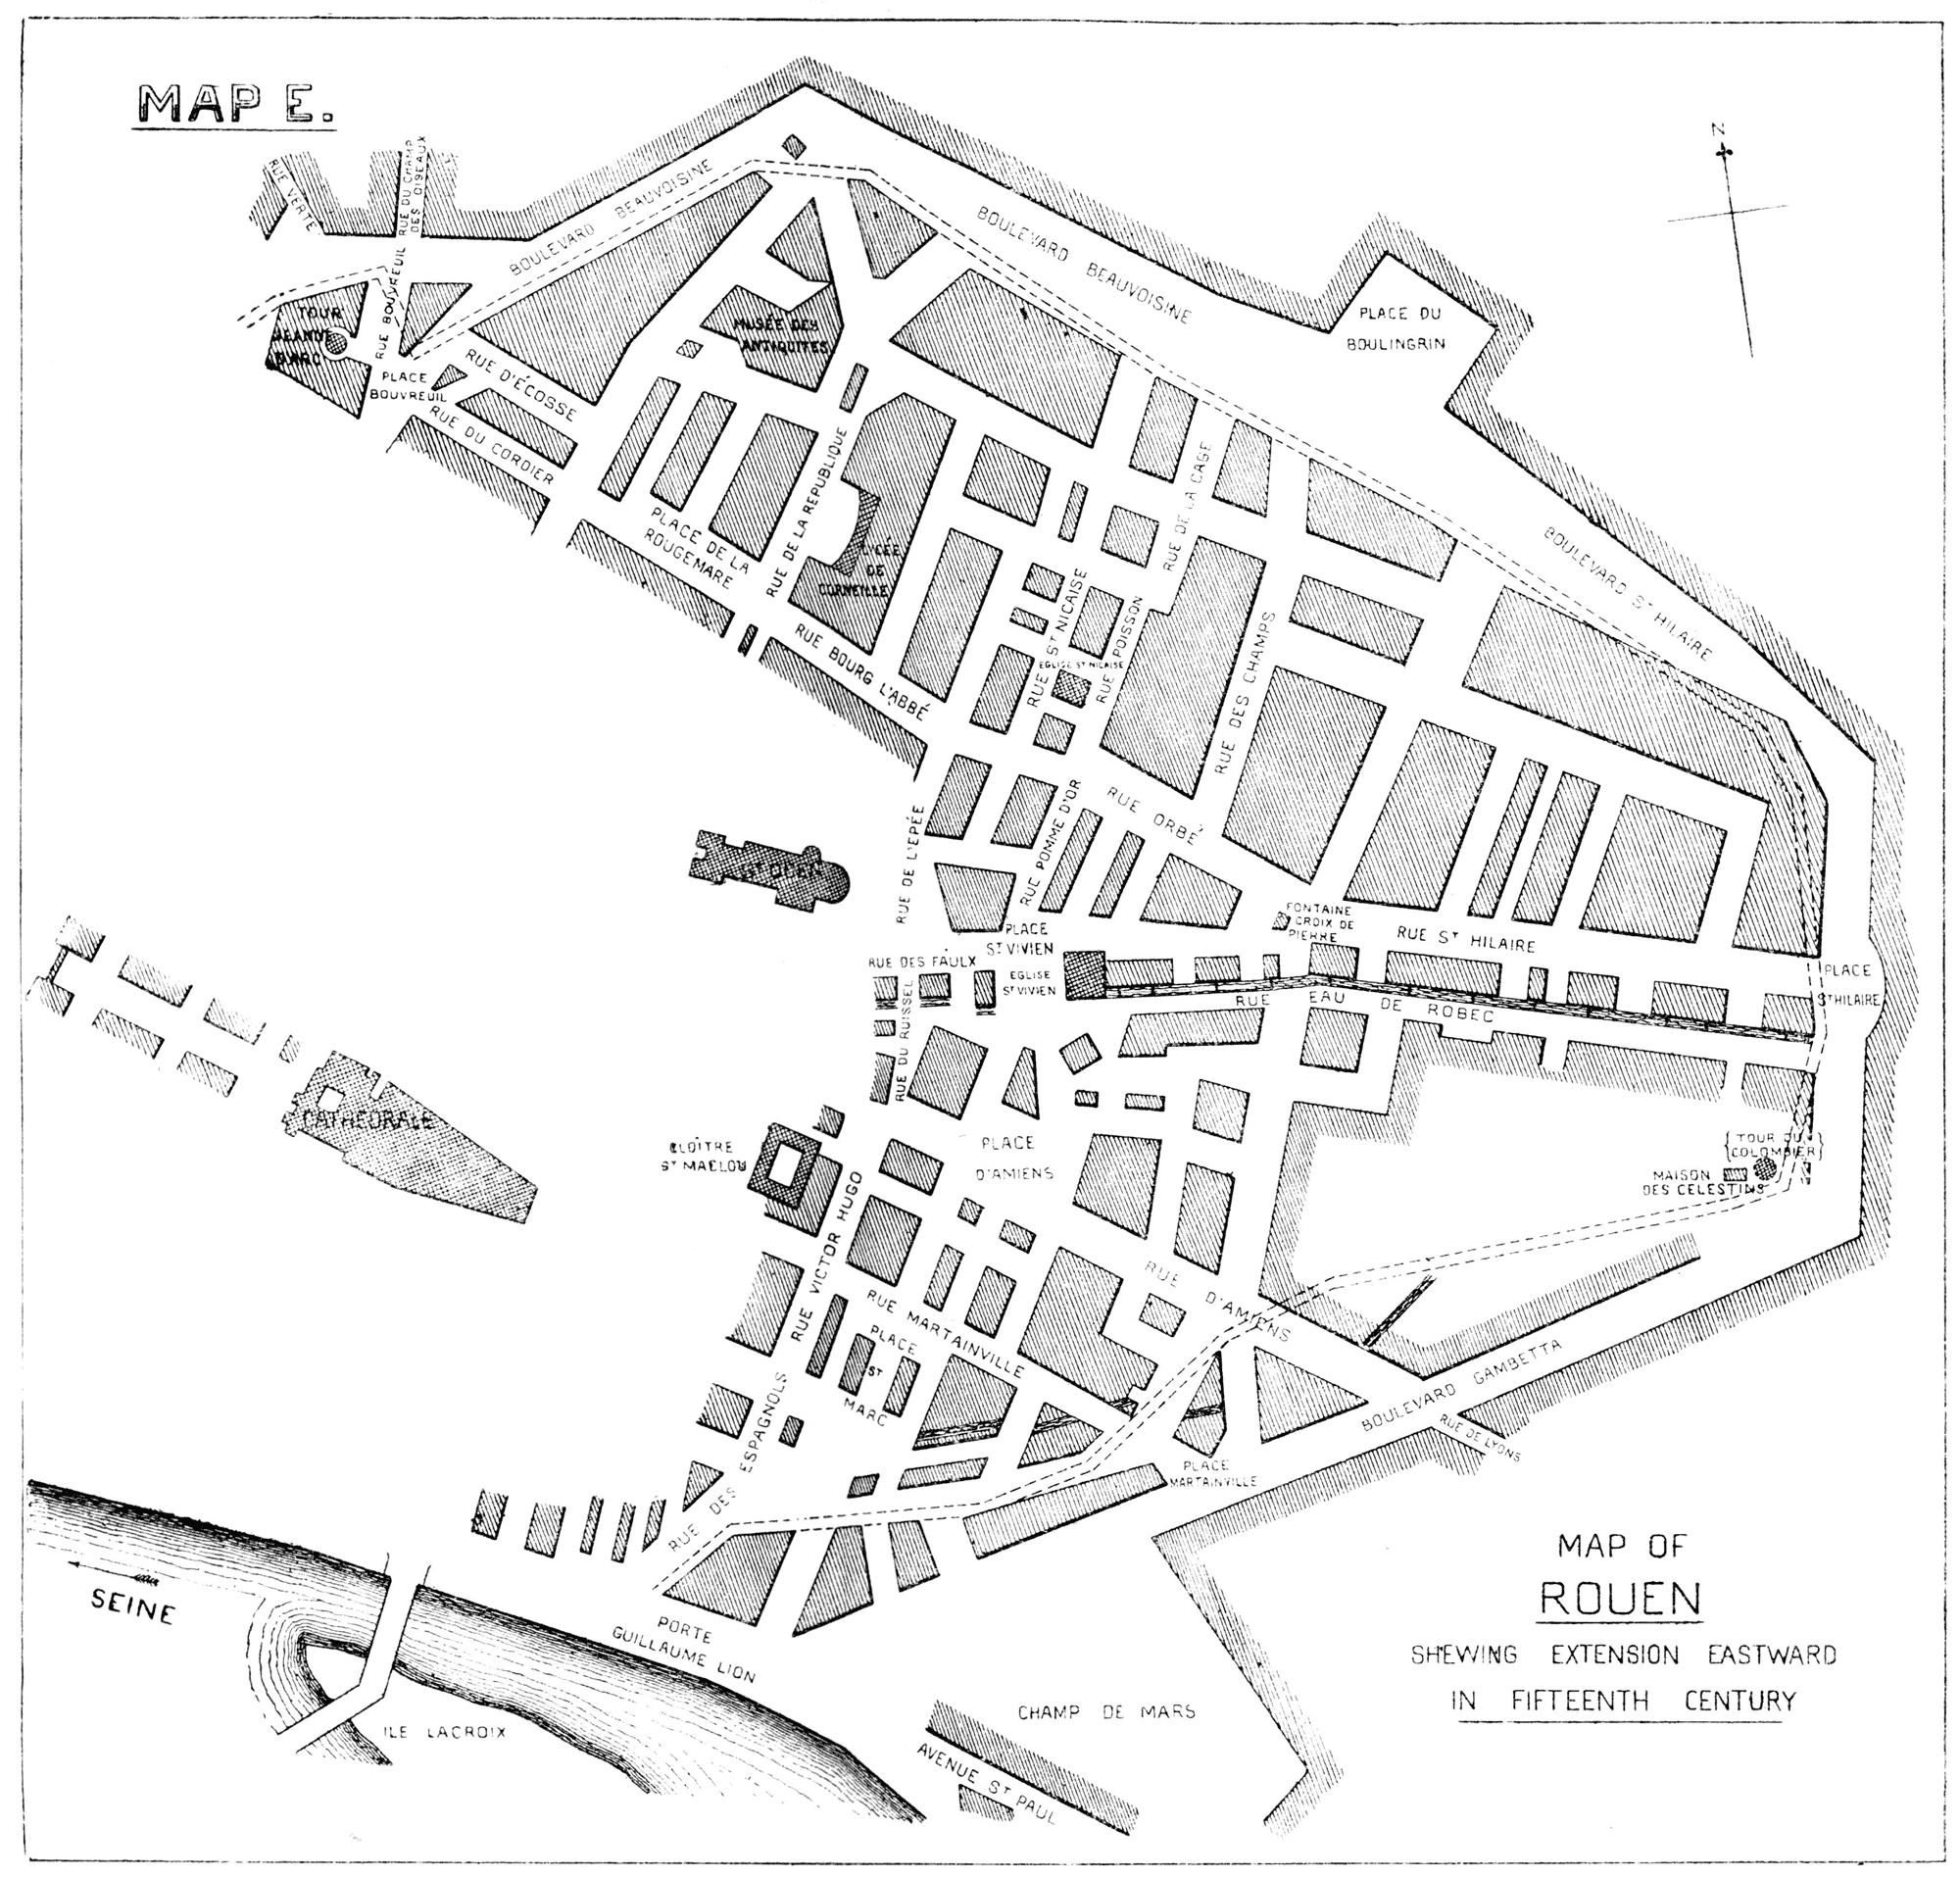 MAP E.
N
RUE VERTE
RUE DU CHAMP
DES OISEAUX
BOULEVARD BEAUVOISINE
BOULEVARD BEAUVOISINE
PLACE DU
BOULINGRIN
TOUR
JEANNE
D'ARC
RUE BOUVREUIL
PLACE
BOUVREUIL
RUE D'ÉCOSSE
RUE DU CORDIER
MUSÉE DES
ANTIQUITES
RUE DE LA REPUBLIQUE
PLACE DE LA
ROUGEMARE
LYCÉE
DE
CORNEILLE
RUE DE LA CAGE
BOULEVARD ST HILAIRE
RUE ST NICAISE
RUE POISSON
EGLISE ST NICAISE
RUE DES CHAMPS
RUE BOURG L'ABBÉ
RUE ORBÉ
RUE POMME D'OR
RUE DE L'EPÉE
ST OUEN
FONTAINE
CROIX DE
PIERRE
RUE ST HILAIRE
PLACE
ST VIVIEN
RUE DES FAULX
EGLISE
ST VIVIEN
PLACE
ST HILAIRE
RUE EAU DE ROBEC
RUE DU RUISSEL
CATHEDRALE
CLOÎTRE
ST MACLOU
PLACE
D'AMIENS
TOUR DU
COLOMBIER
MAISON
DES CELESTINS
RUE VICTOR HUGO
RUE D'AMIENS
RUE MARTAINVILLE
PLACE
ST
MARC
BOULEVARD GAMBETTA
RUE DE LYONS
RUE DES ESPAGNOLS
PLACE
MARTAINVILLE
SEINE
PORTE
GUILLAUME LION
ILE LACROIX
CHAMP DE MARS
AVENUE ST PAUL
MAP OF
ROUEN
SHEWING EXTENSION EASTWARD
IN FIFTEENTH CENTURY